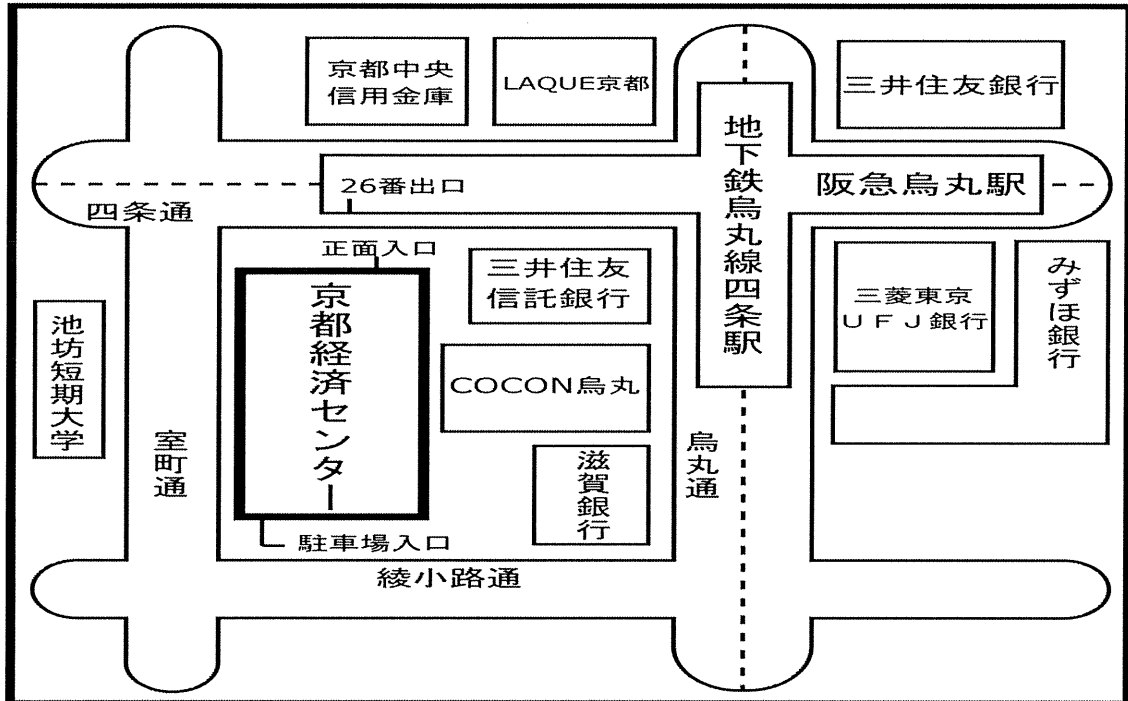 京都中央
信用金庫
LAQUE京都
三井住友銀行
地下鉄烏丸線四条駅
阪急烏丸駅
26番出口
四条通
正面入口
京都経済センター
三井住友
信託銀行
三菱東京
UFJ銀行
みずほ銀行
池坊短期大学
COCON烏丸
室町通
烏丸通
滋賀銀行
駐車場入口
綾小路通